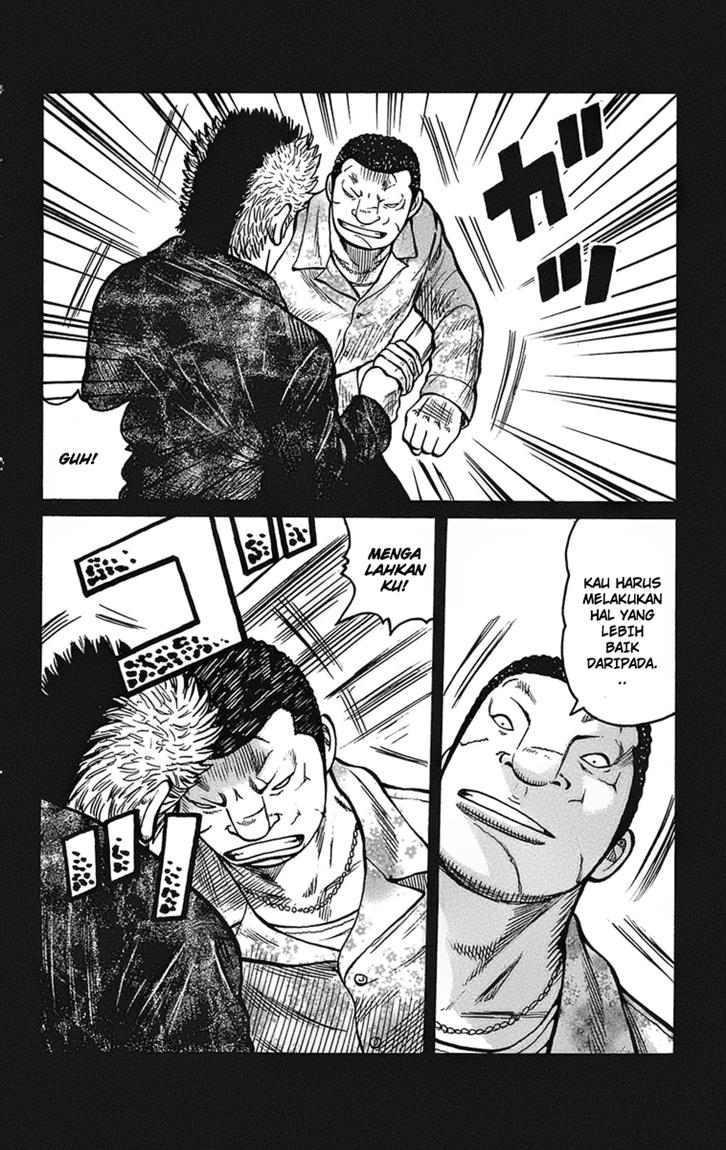 ガッ
GUH!
KAU HARUS
MELAKUKAN
HAL YANG
LEBIH
BAIK
DARIPADA.
..
MENGA
LAHKAN
KU!